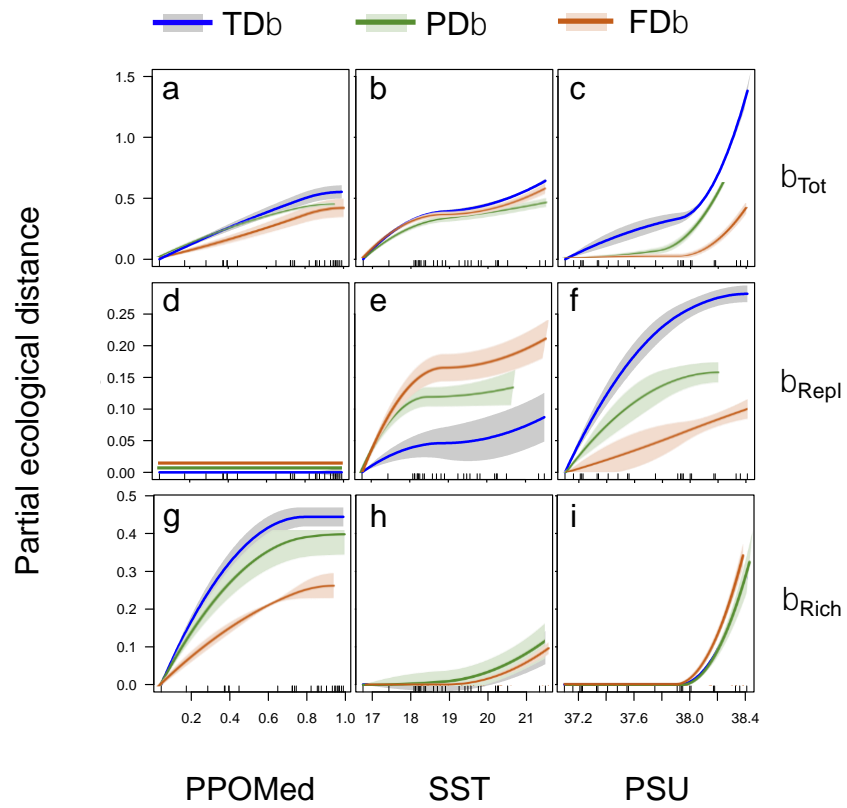 TDb PDb FDb
Partial ecological distance
a b c
1.5
1.0
0.5
0.0
bTot
d e f
0.25
0.20
0.15
0.10
0.05
0.00
bRepl
g h i
0.5
0.4
0.3
0.2
0.1
0.0
bRich
0.2 0.4 0.6 0.8 1.0 17 18 19 20 21 37.2 37.6 38.0 38.4
PPOMed SST PSU